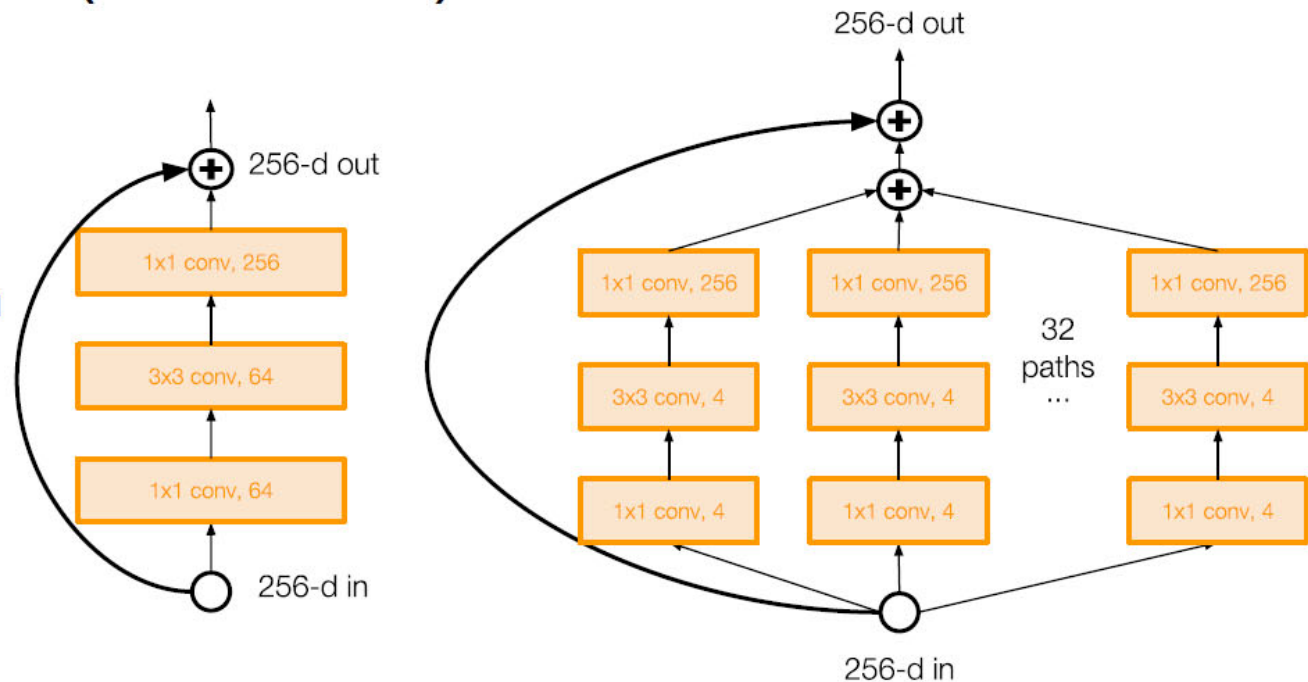 256-d out
1x1 conv, 256
3x3 conv, 64
1x1 conv, 64
256-d in
256-d out
1x1 conv, 256
1x1 conv, 256
1x1 conv, 256
32
paths
...
3x3 conv, 4
3x3 conv, 4
3x3 conv, 4
1x1 conv, 4
1x1 conv, 4
1x1 conv, 4
256-d in